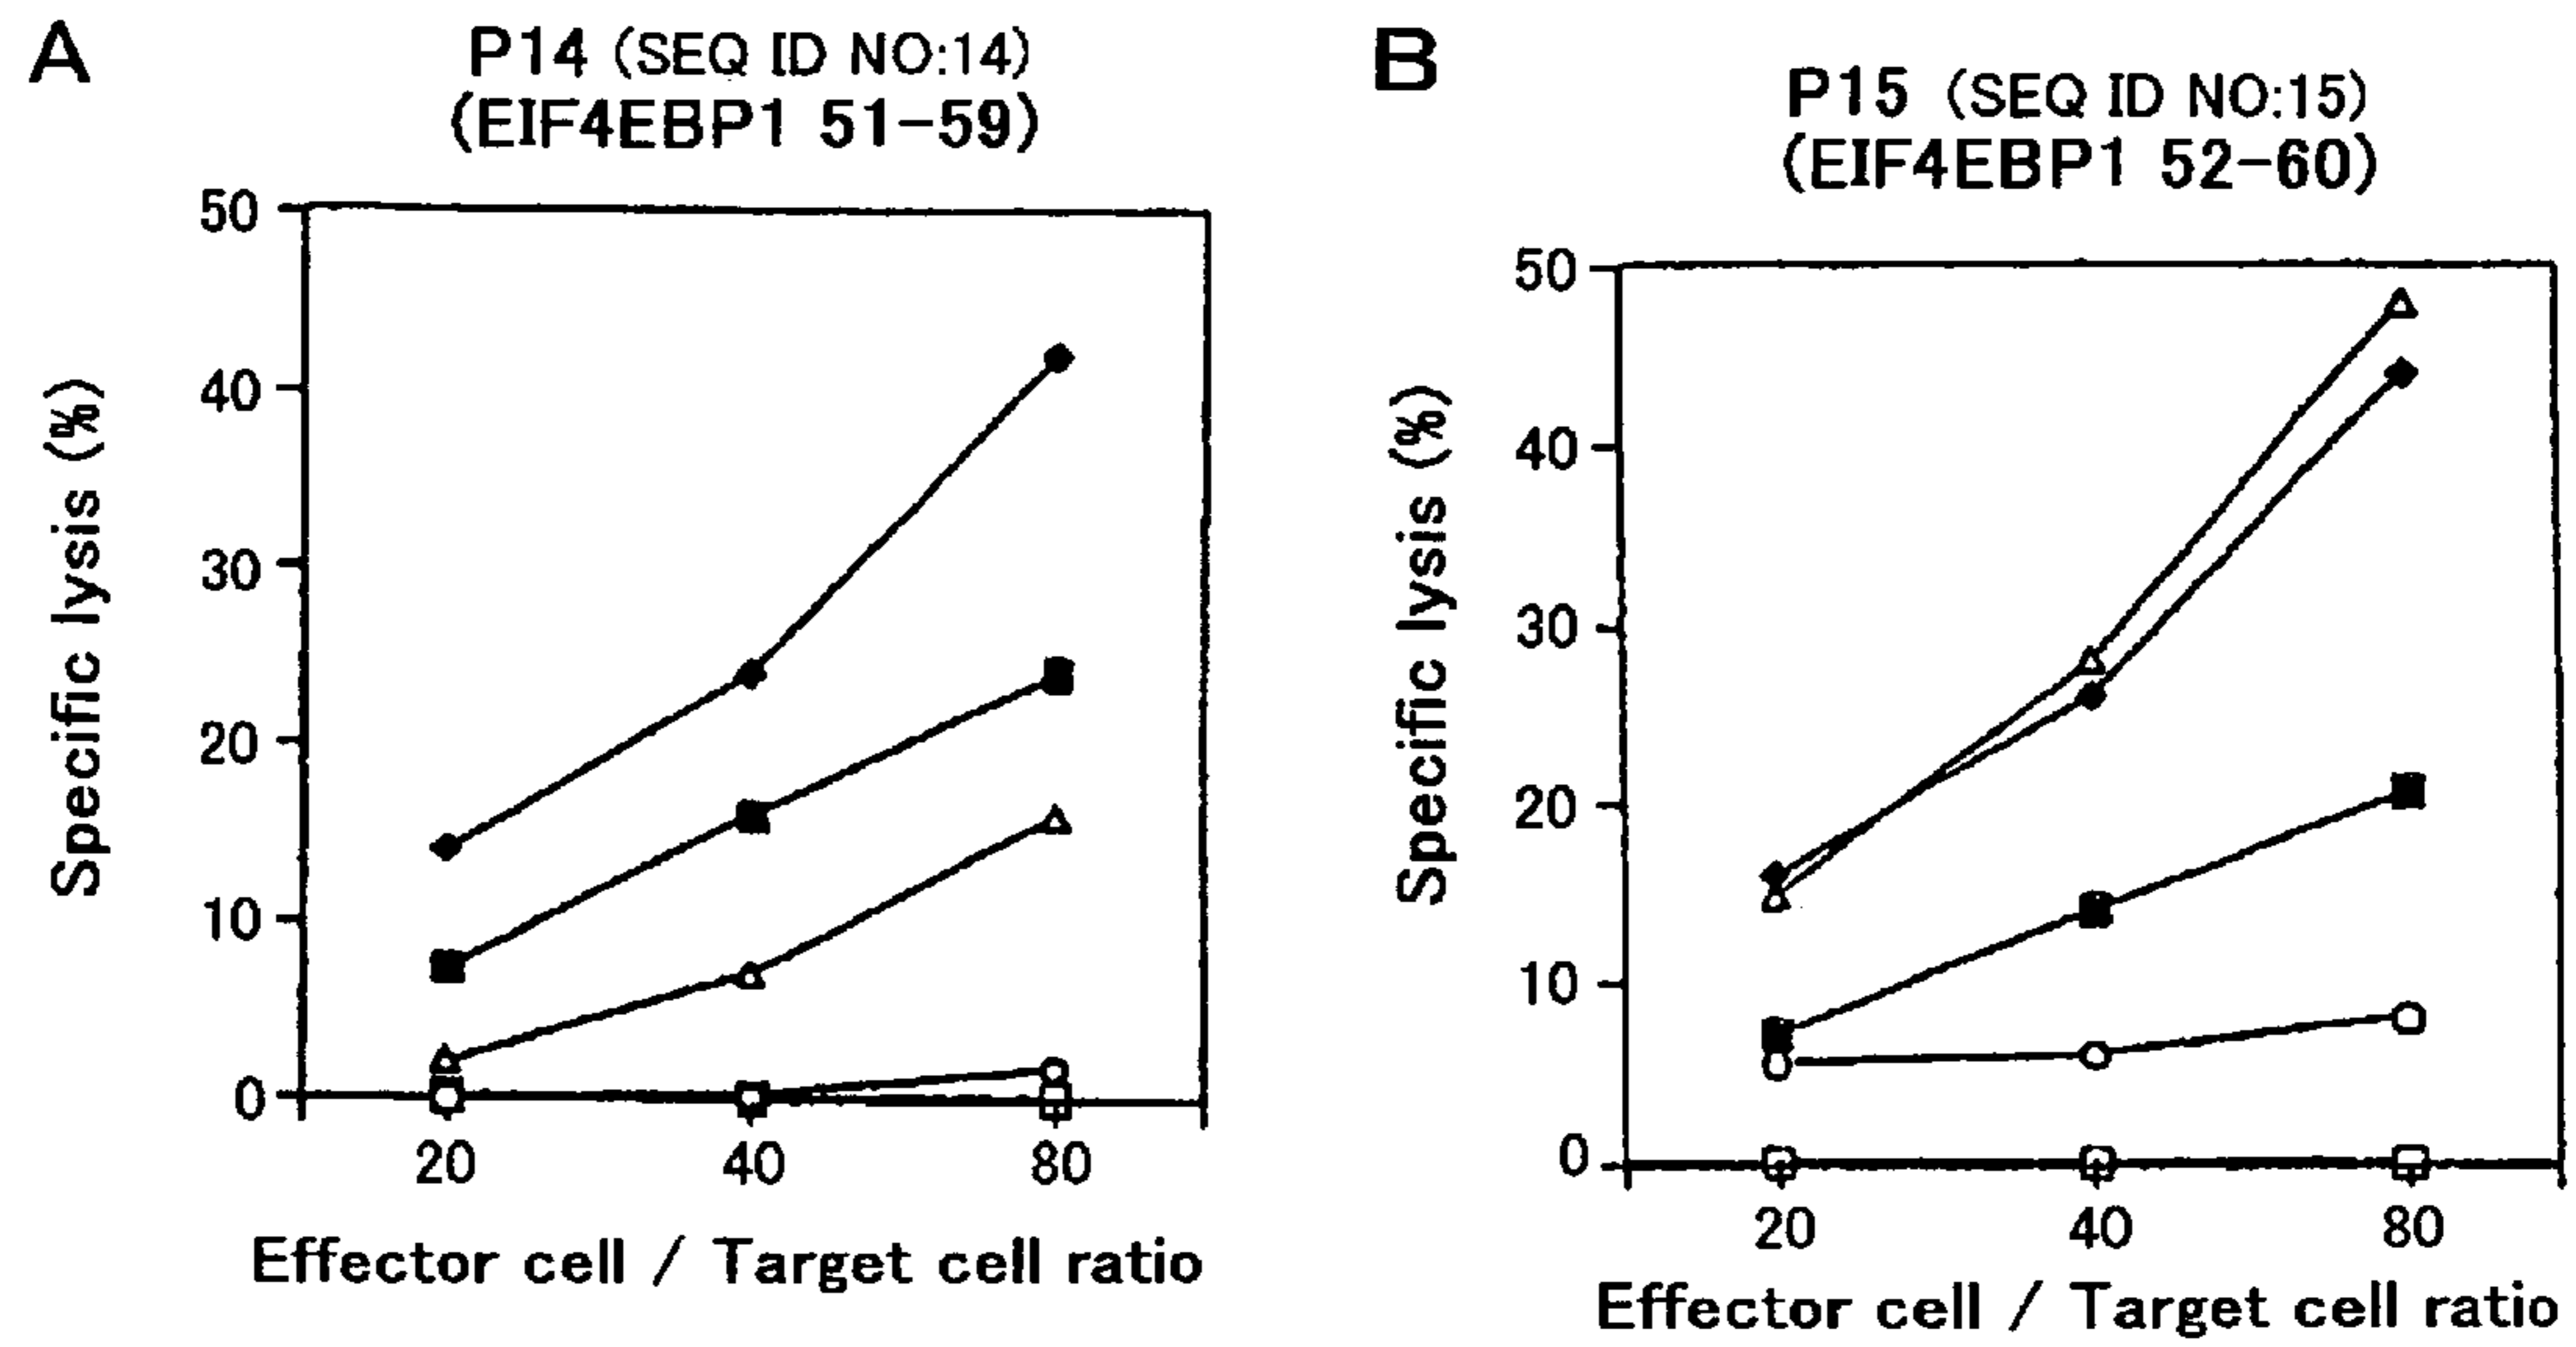 A
P14 (SEQ ID NO:14)
(EIF4EBP1 51-59)
50
40
30
20
10
0
Specific lysis (%)
20 40 80
Effector cell / Target cell ratio
B
P15 (SEQ ID NO:15)
(EIF4EBP1 52-60)
50
40
30
20
10
0
Specific lysis (%)
20 40 80
Effector cell / Target cell ratio